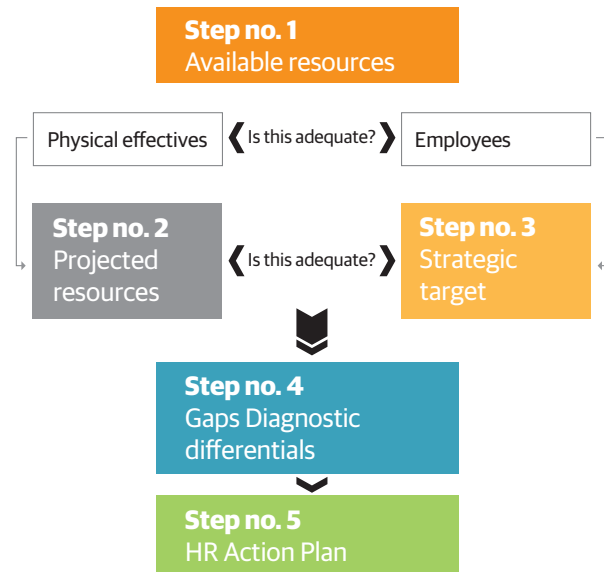 Step no. 1
Available resources
Physical effectives
Is this adequate?
Employees
Step no. 2
Projected
resources
Is this adequate?
Step no. 3
Strategic
target
Step no. 4
Gaps Diagnostic
differentials
Step no. 5
HR Action Plan